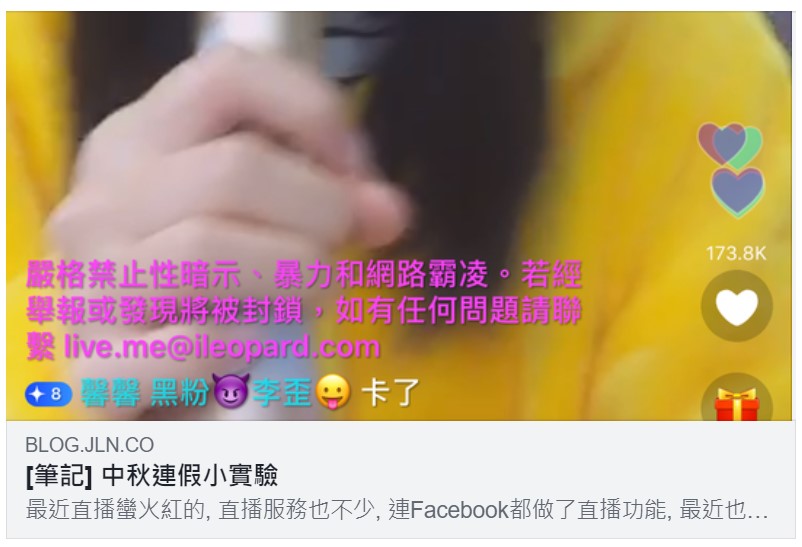 173.8K
嚴格禁止性暗示、暴力和網路霸凌。若經
舉報或發現將被封鎖，如有任何問題請聯
繫 live.me@ileopard.com
8 馨馨 黑粉😈李歪😛 卡了
BLOG.JLN.CO
[筆記] 中秋連假小實驗
最近直播蠻火紅的, 直播服務也不少, 連Facebook都做了直播功能, 最近也...